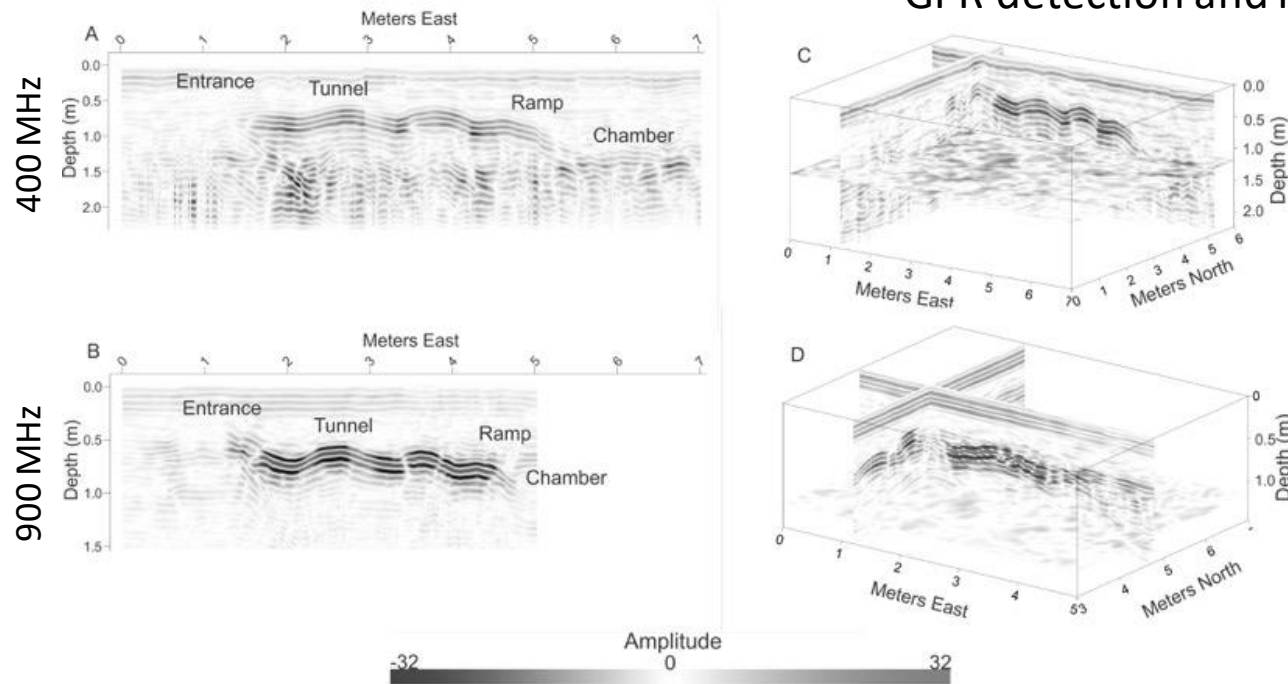 GPR detection and
400 MHz
A
Meters East
0 1 2 3 4 5 6 7
Depth (m)
0.0
0.5
1.0
1.5
2.0
Entrance
Tunnel
Ramp
Chamber
C
0.0
0.5
1.0
1.5
2.0
Depth (m)
0 1 2 3 4 5 6
Meters East
1 2 3 4 5 6
Meters North
900 MHz
B
Meters East
0 1 2 3 4 5 6 7
Depth (m)
0.0
0.5
1.0
1.5
Entrance
Tunnel
Ramp
Chamber
D
0
0.5
1.0
Depth (m)
0 1 2 3 4
Meters East
4 5 6
Meters North
Amplitude
-32 0 32